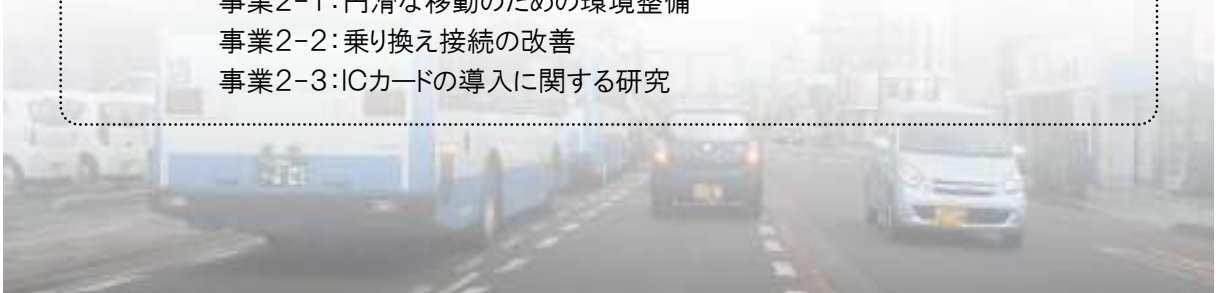 事業2-1：円滑な移動のための環境整備
事業2-2：乗り換え接続の改善
事業2-3：ICカードの導入に関する研究